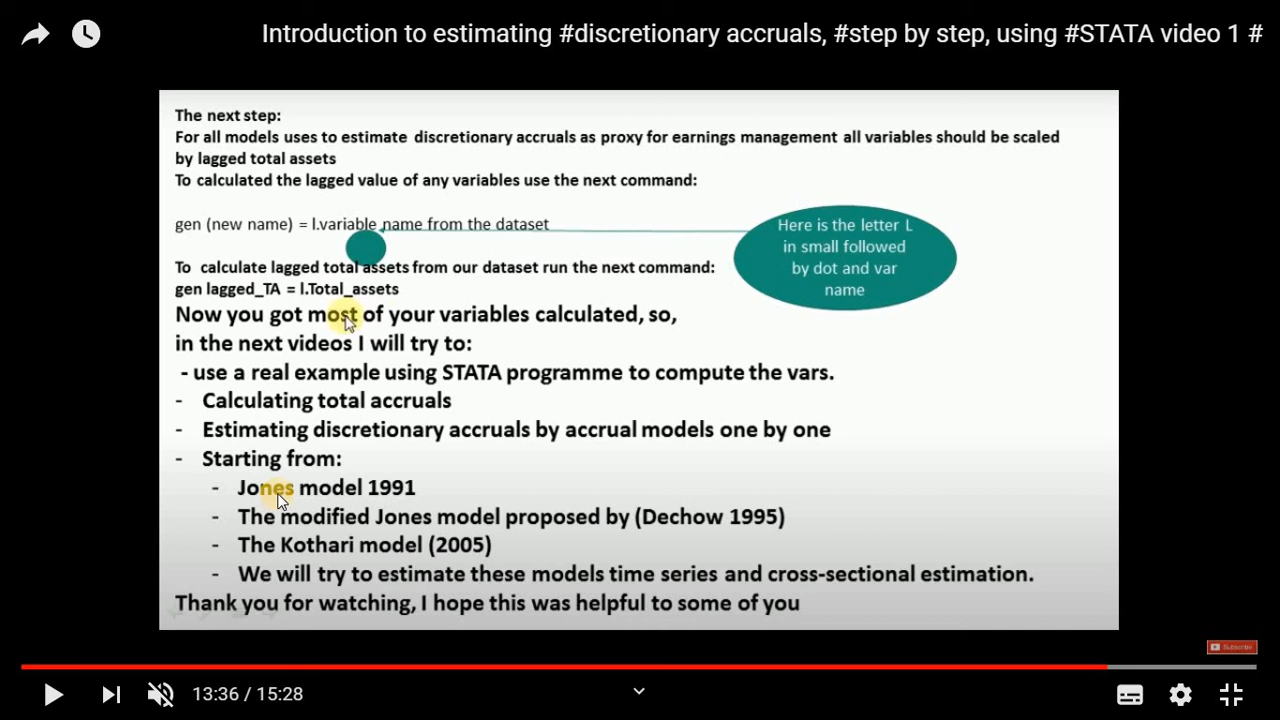 Introduction to estimating #discretionary accruals, #step by step, using #STATA video 1 #
The next step:
For all models uses to estimate discretionary accruals as proxy for earnings management all variables should be scaled
by lagged total assets
To calculated the lagged value of any variables use the next command:
gen (new name) = l.variable name from the dataset
Here is the letter L
in small followed
by dot and var
name
To calculate lagged total assets from our dataset run the next command:
gen lagged_TA = l.Total_assets
Now you got most of your variables calculated, so,
in the next videos I will try to:
- use a real example using STATA programme to compute the vars.
- Calculating total accruals
- Estimating discretionary accruals by accrual models one by one
- Starting from:
- Jones model 1991
- The modified Jones model proposed by (Dechow 1995)
- The Kothari model (2005)
- We will try to estimate these models time series and cross-sectional estimation.
Thank you for watching, I hope this was helpful to some of you
Subscribe
13:36 / 15:28